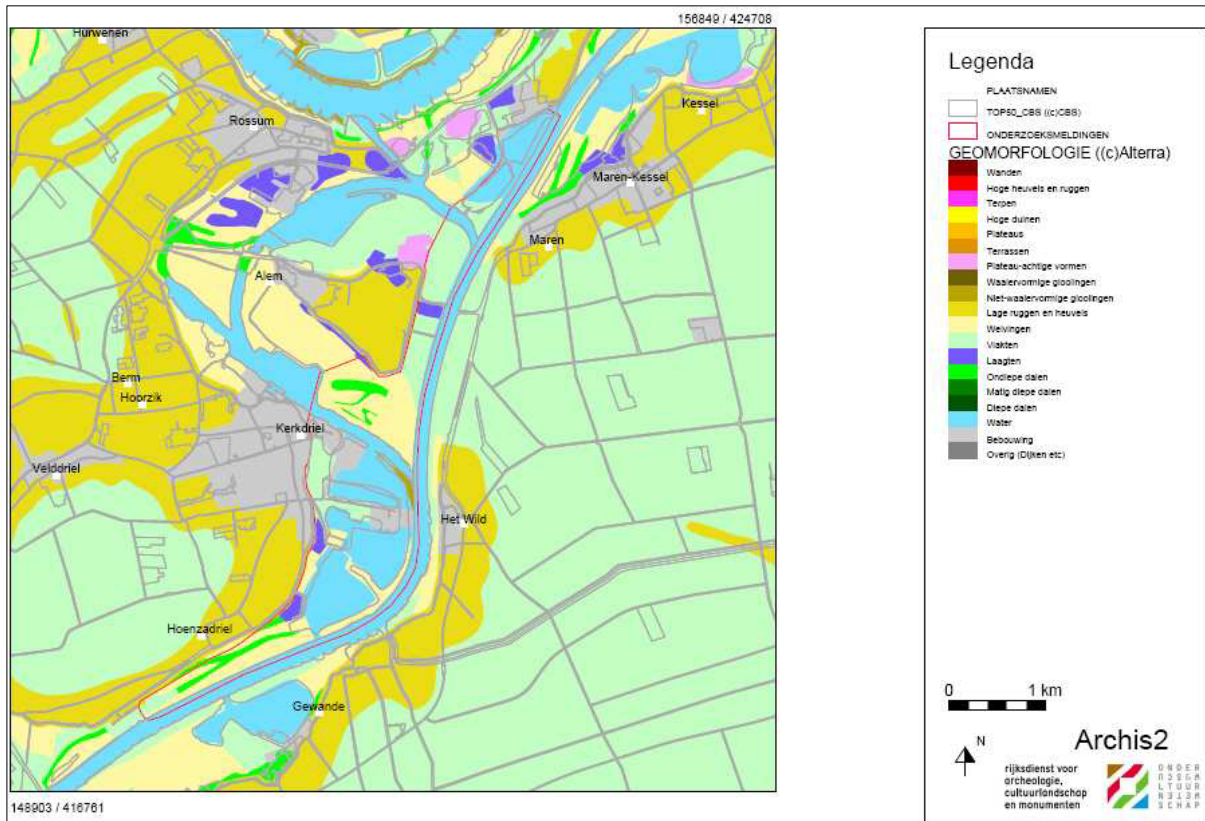 156849 / 424708
Hurwenen
Rossum
Kessel
Maren-Kessel
Maren
Alem
Berm
Hoorzik
Kerkdriel
Velddriel
Het Wild
Hoenzadriel
Gewande
148903 / 416761
Legenda
PLAATSNAMEN
TOP50_CBS ((c)CBS)
ONDERZOEKSMELDINGEN
GEOMORFOLOGIE ((c)Alterra)
Wanden
Hoge heuvels en ruggen
Terpen
Hoge duinen
Plateaus
Terrassen
Plateau-achtige vormen
Waaiervormige glooiingen
Niet-waaiervormige glooiingen
Lage ruggen en heuvels
Welvingen
Vlakten
Laagten
Ondiepe dalen
Matig diepe dalen
Diepe dalen
Water
Bebouwing
Overig (Dijken etc)
0 1 km
N
Archis2
rijksdienst voor
archeologie,
cultuurlandschap
en monumenten
ONDER
LTUUR
SCHAP